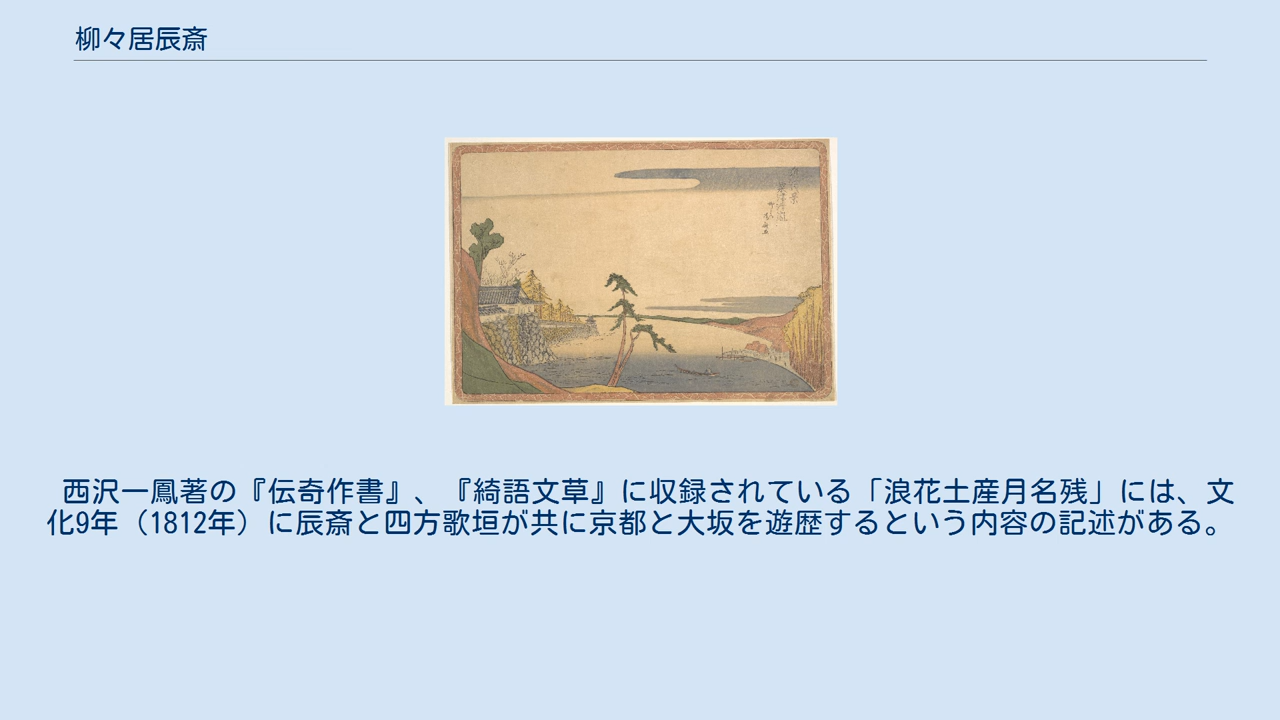 柳々居辰斎
西沢一鳳著の『伝奇作書』、『綺語文草』に収録されている「浪花土産月名残」には、文
化9年（1812年）に辰斎と四方歌垣が共に京都と大坂を遊歴するという内容の記述がある。